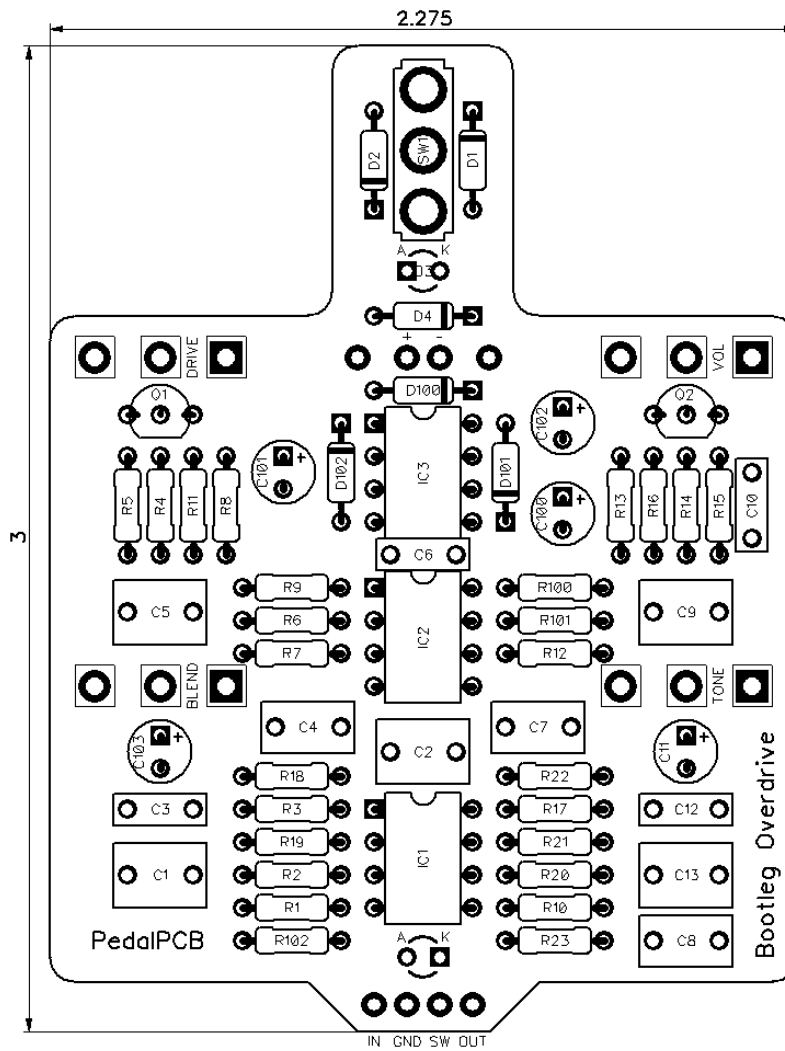 2.275
3
D2
SW1
D1
A K
D3
D4
+ -
DRIVE
VOL
D100
Q1
Q2
C102
+
C101
+
D102
IC3
D101
C100
+
R5
R4
R11
R8
R13
R16
R14
R15
C10
C6
C5
R9
R100
C9
R6
IC2
R101
R7
R12
BLEND
TONE
C4
C7
C103
+
C2
C11
+
R18
R22
C3
R3
R17
C12
R19
R21
IC1
C1
R2
R20
C13
R1
R10
PedalPCB
R102
A K
R23
C8
Bootleg Overdrive
IN GND SW OUT